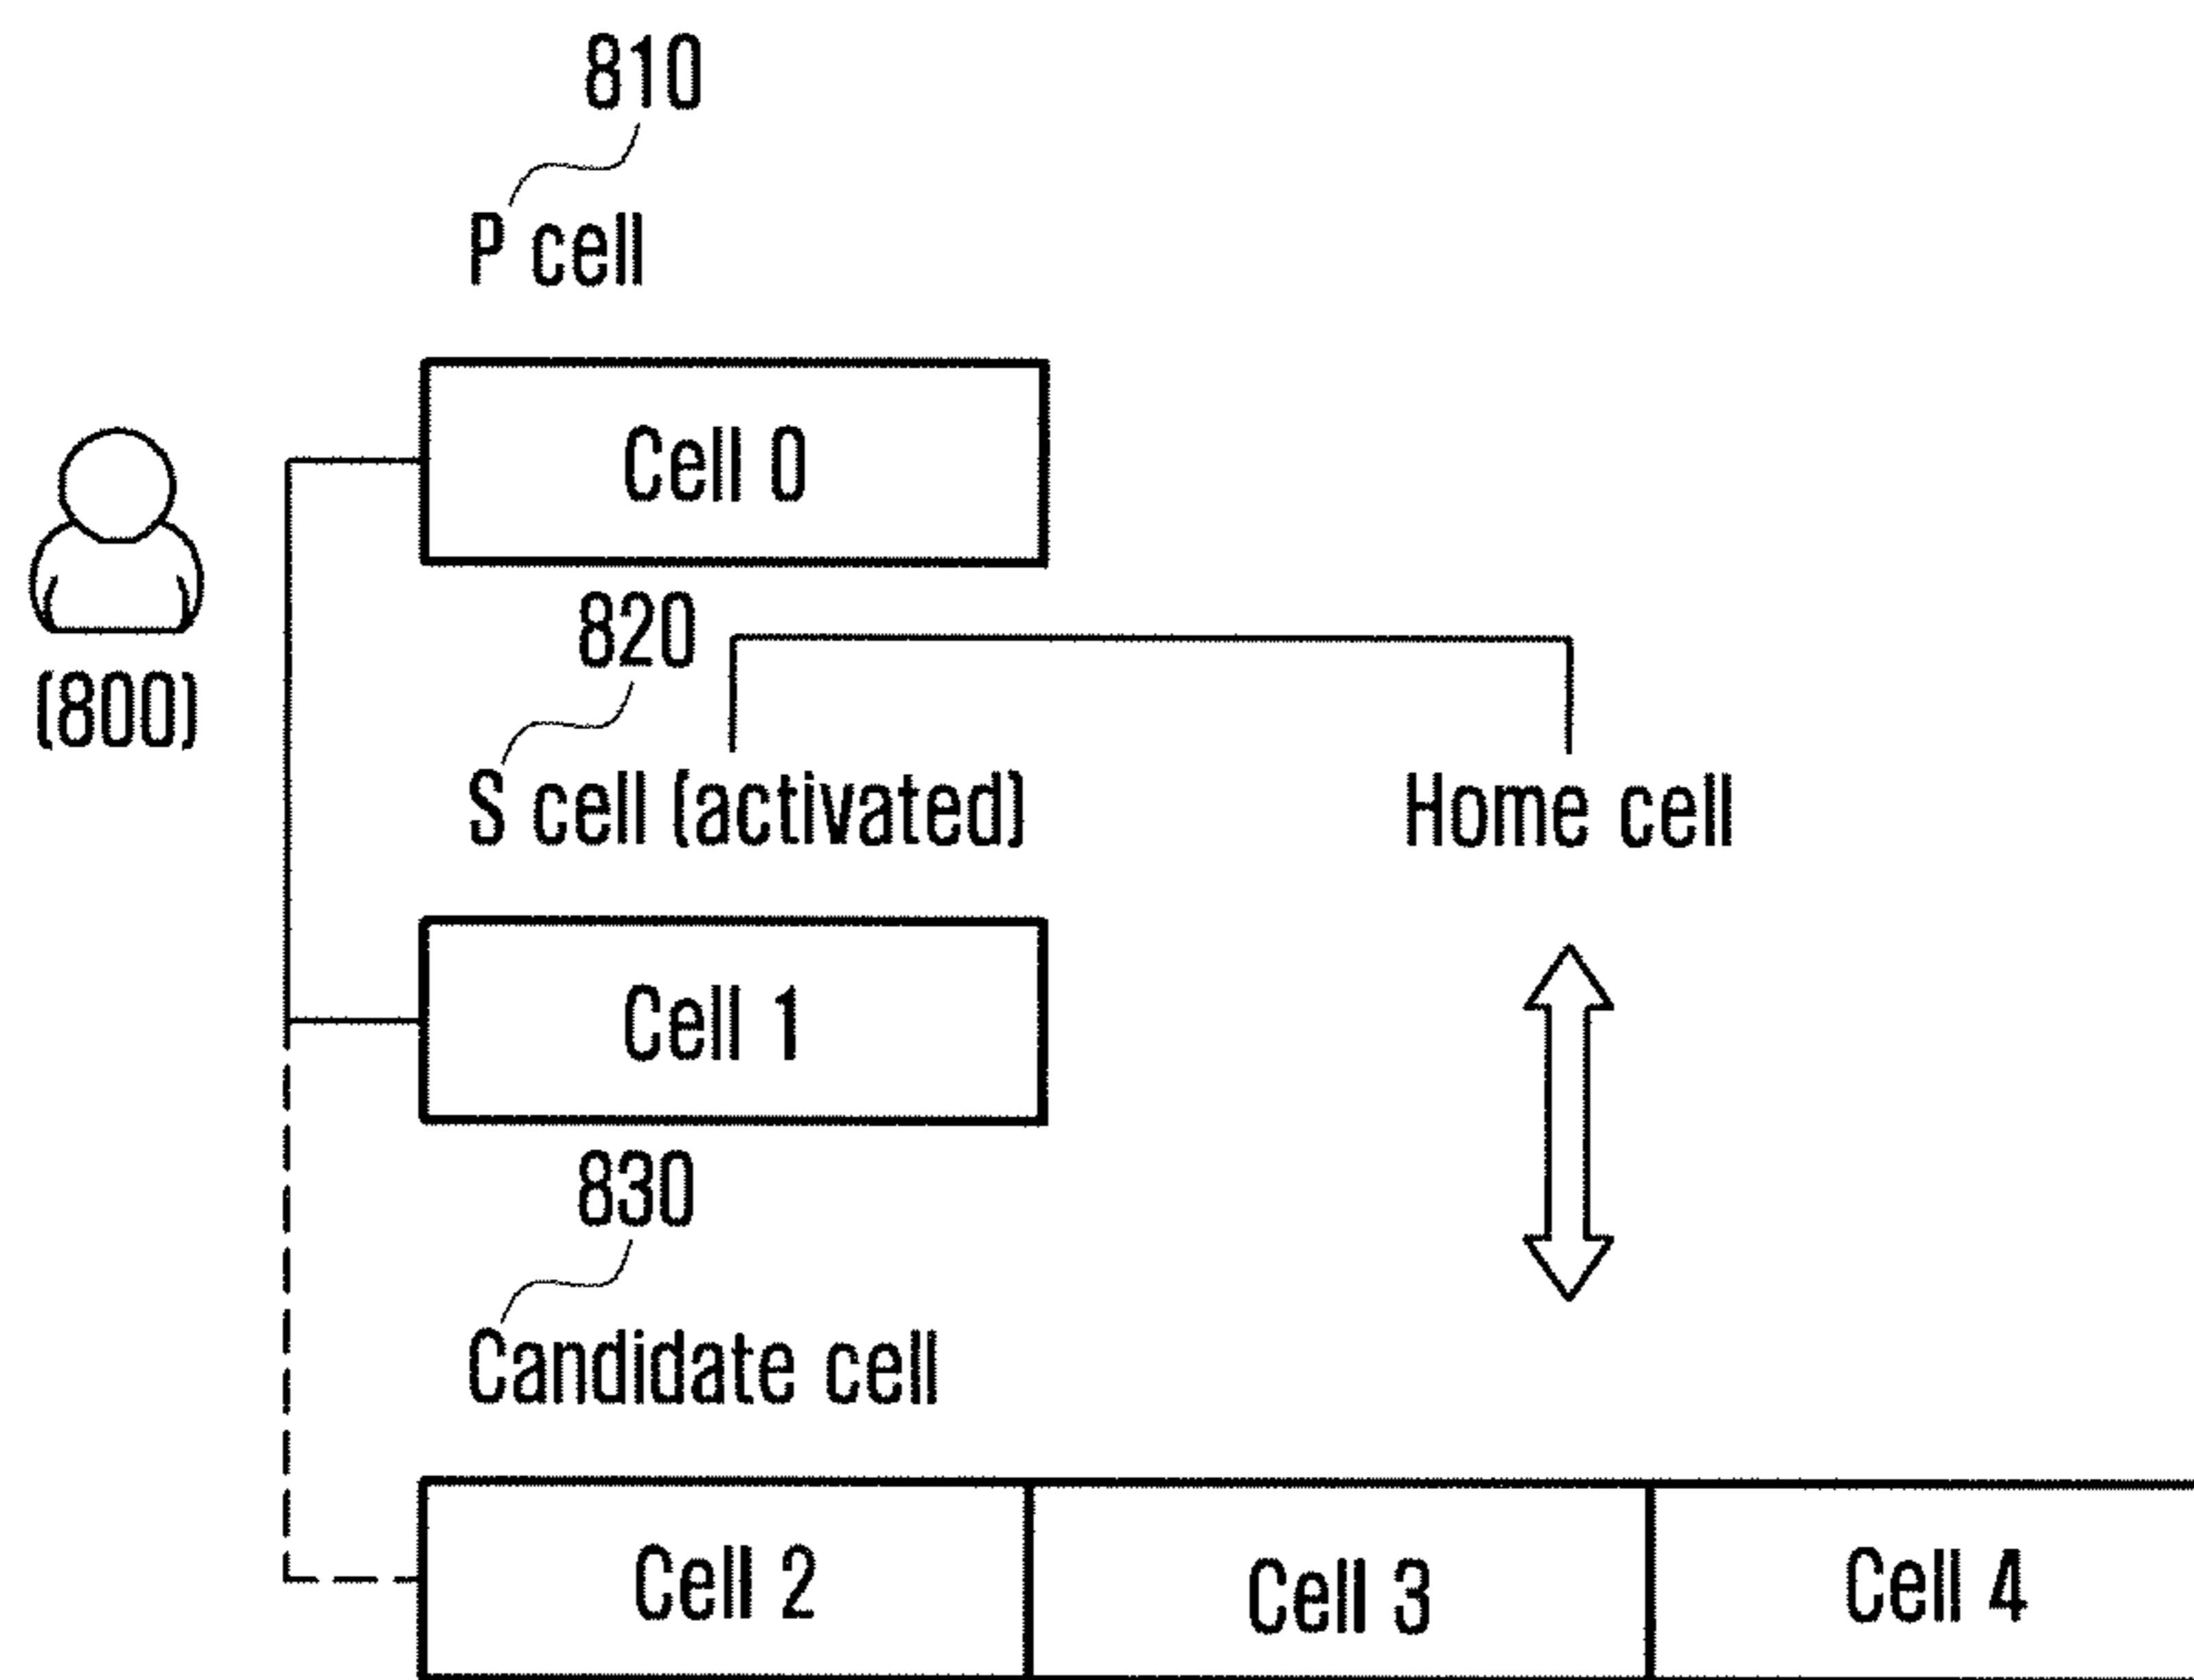 810
P cell
Cell 0
(800)
820
S cell (activated)
Home cell
Cell 1
830
Candidate cell
Cell 2
Cell 3
Cell 4